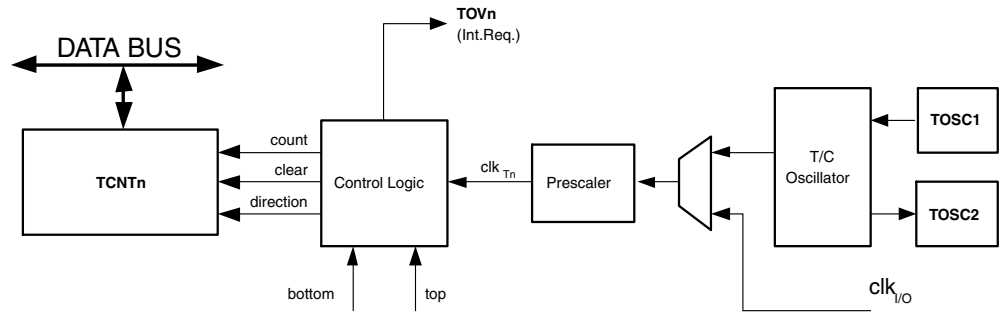 TOVn
(Int.Req.)
DATA BUS
TCNTn
count
clear
direction
Control Logic
clk Tn
Prescaler
T/C
Oscillator
TOSC1
TOSC2
bottom
top
clk I/O